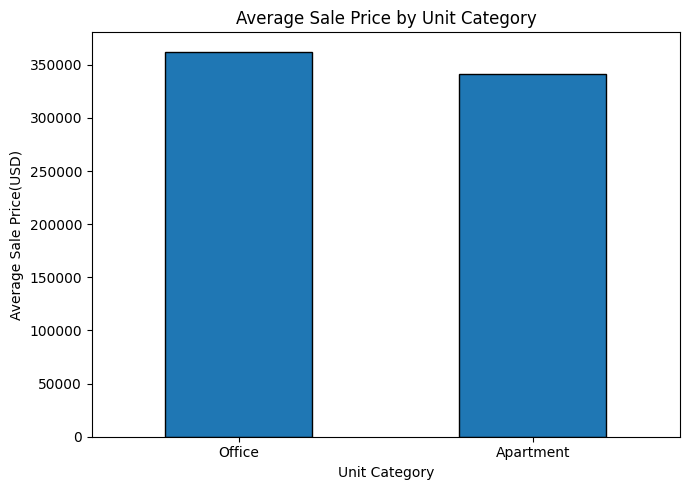 Average Sale Price by Unit Category
Average Sale Price(USD)
350000
300000
250000
200000
150000
100000
50000
0
Office
Apartment
Unit Category